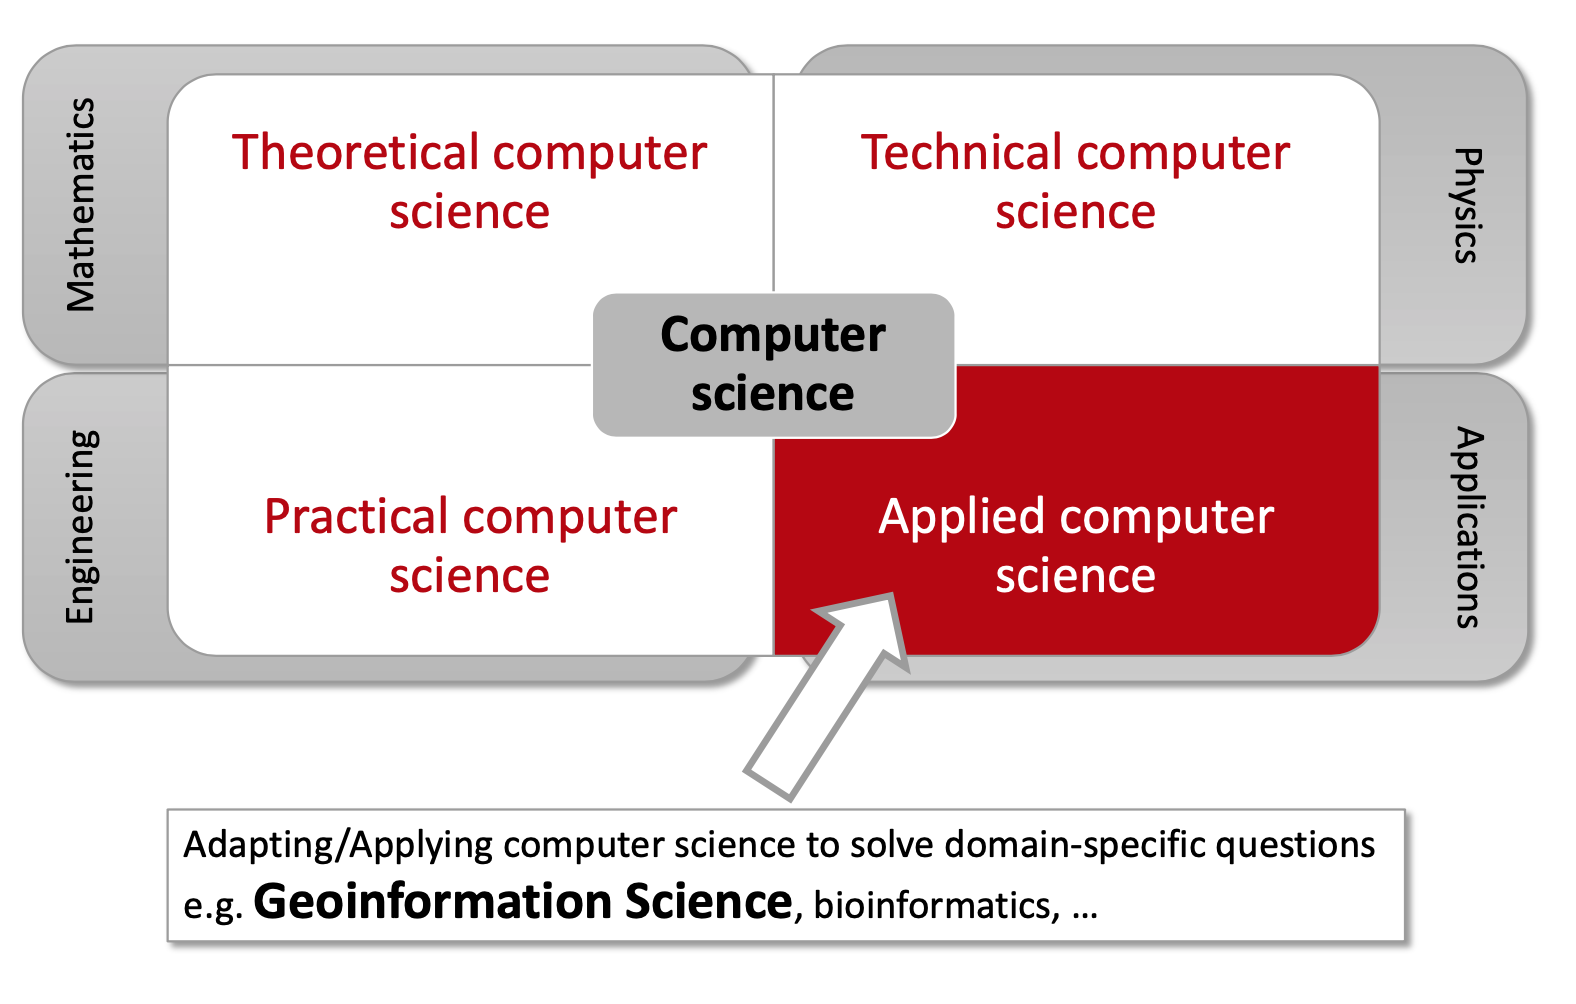 Mathematics
Theoretical computer
science
Technical computer
science
Physics
Computer
science
Engineering
Practical computer
science
Applied computer
science
Applications
Adapting/Applying computer science to solve domain-specific questions
e.g. Geoinformation Science, bioinformatics, ...